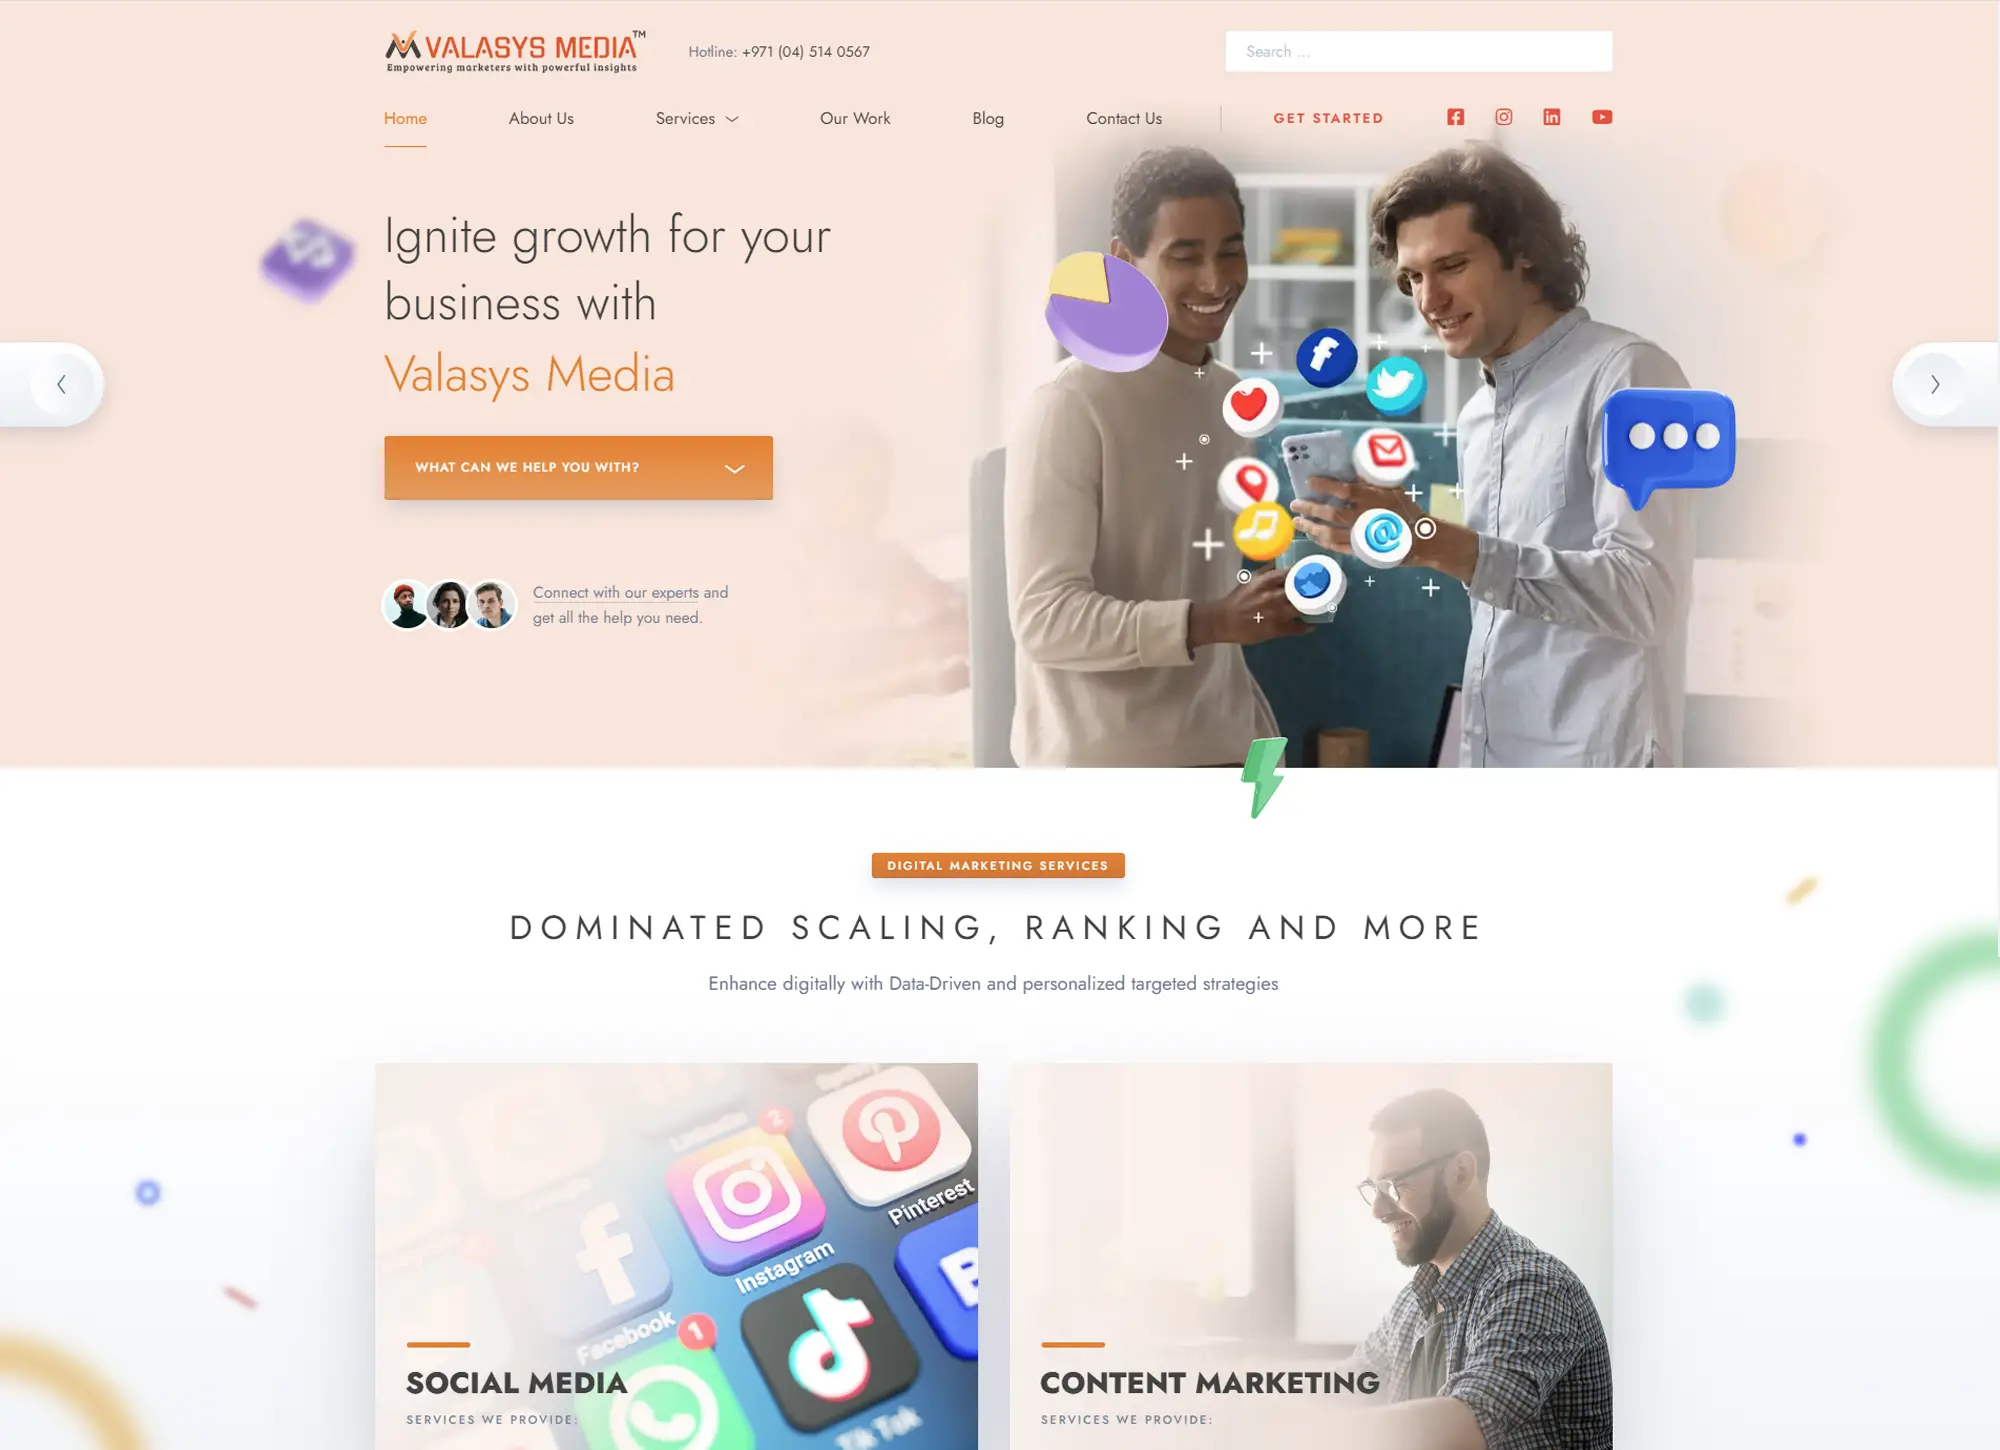 VALASYS MEDIA™
Empowering marketers with powerful insights
Hotline: +971 (04) 514 0567
Search ...
Home
About Us
Services
Our Work
Blog
Contact Us
GET STARTED
Ignite growth for your
business with
Valasys Media
WHAT CAN WE HELP YOU WITH?
Connect with our experts and
get all the help you need.
DIGITAL MARKETING SERVICES
DOMINATED SCALING, RANKING AND MORE
Enhance digitally with Data-Driven and personalized targeted strategies
LinkedIn
2
Pinterest
Instagram
Facebook
1
TikTok
SOCIAL MEDIA
SERVICES WE PROVIDE:
CONTENT MARKETING
SERVICES WE PROVIDE: